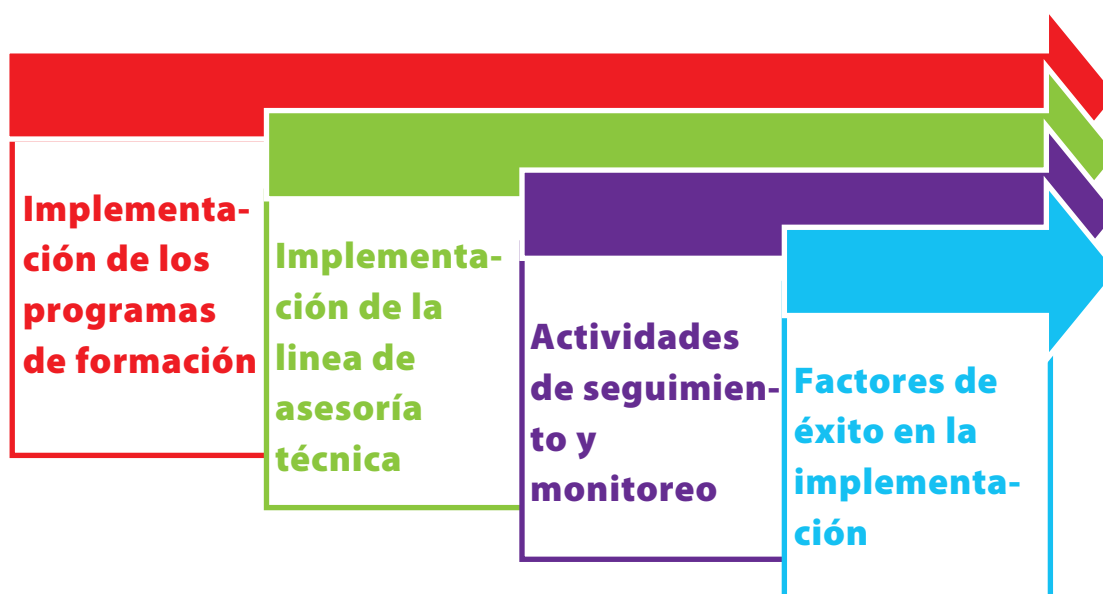 Implementa-
ción de los
programas
de formación
Implementa-
ción de la
linea de
asesoría
técnica
Actividades
de seguimien-
to y
monitoreo
Factores de
éxito en la
implementa-
ción